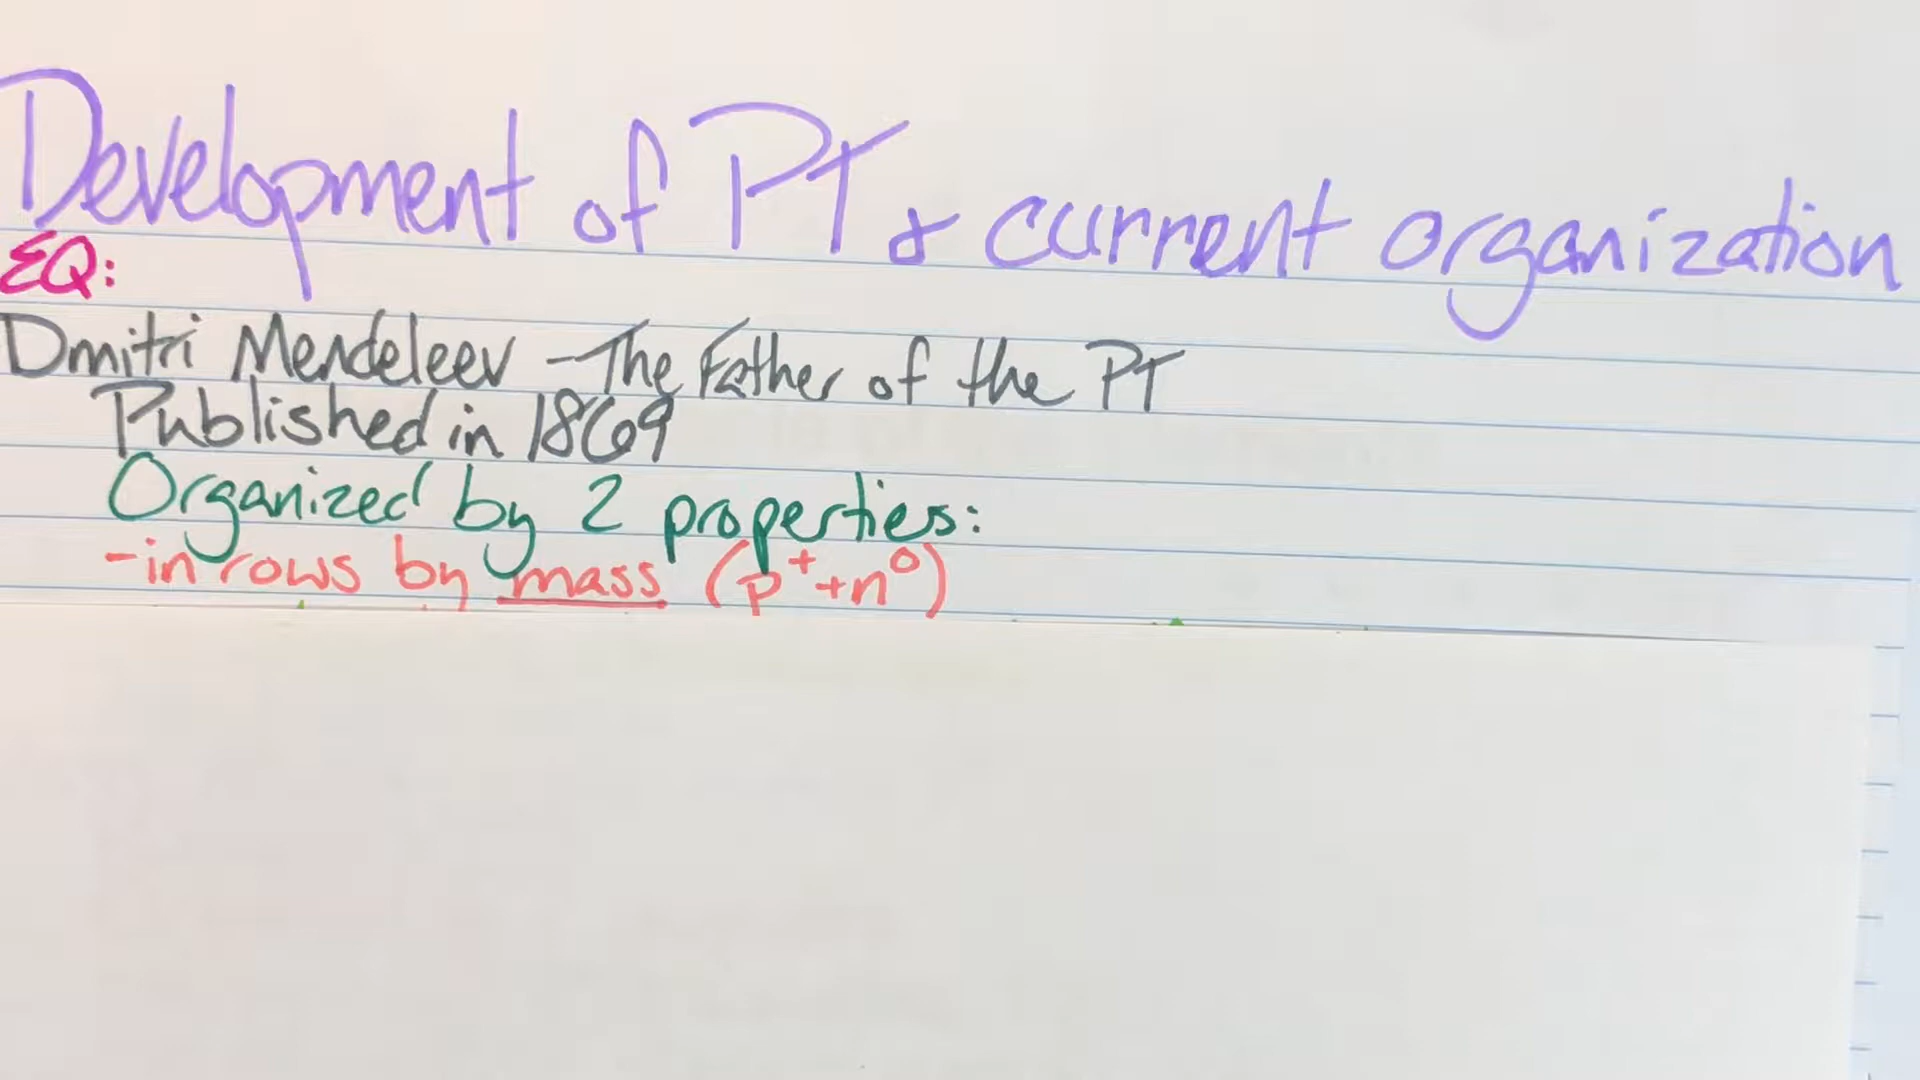 Development of PT & current organization
EQ:
Dmitri Mendeleev - The Father of the PT
Published in 1869
Organized by 2 properties:
- in rows by mass (p⁺+n⁰)